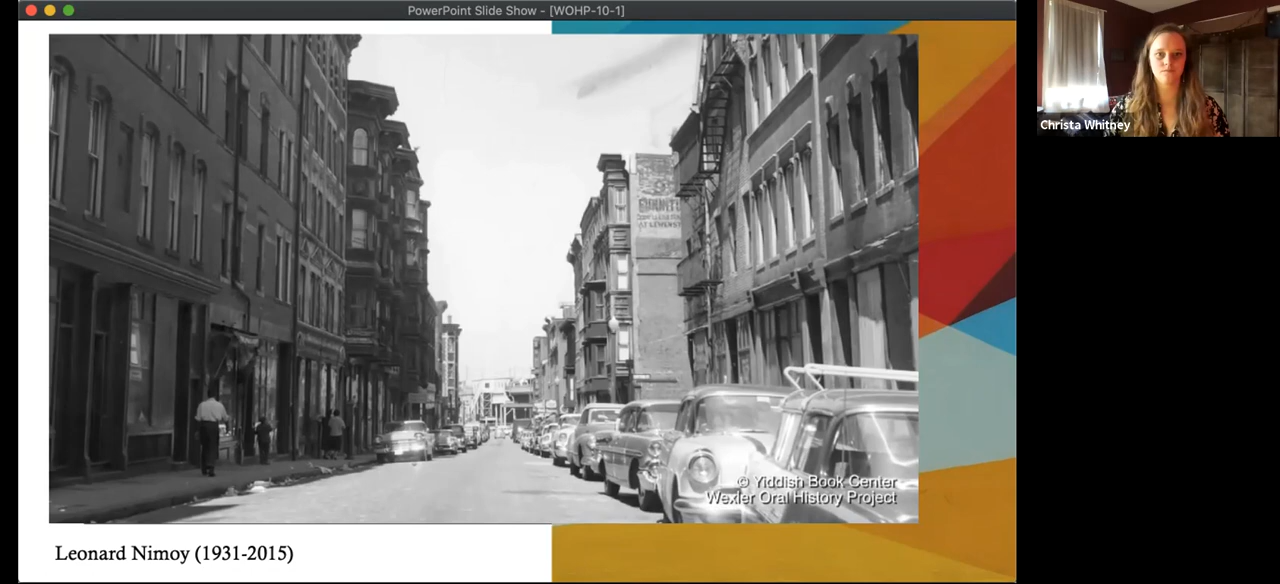 PowerPoint Slide Show - [WOHP-10-1]
Christa Whitney
© Yiddish Book Center
Wexler Oral History Project
Leonard Nimoy (1931-2015)